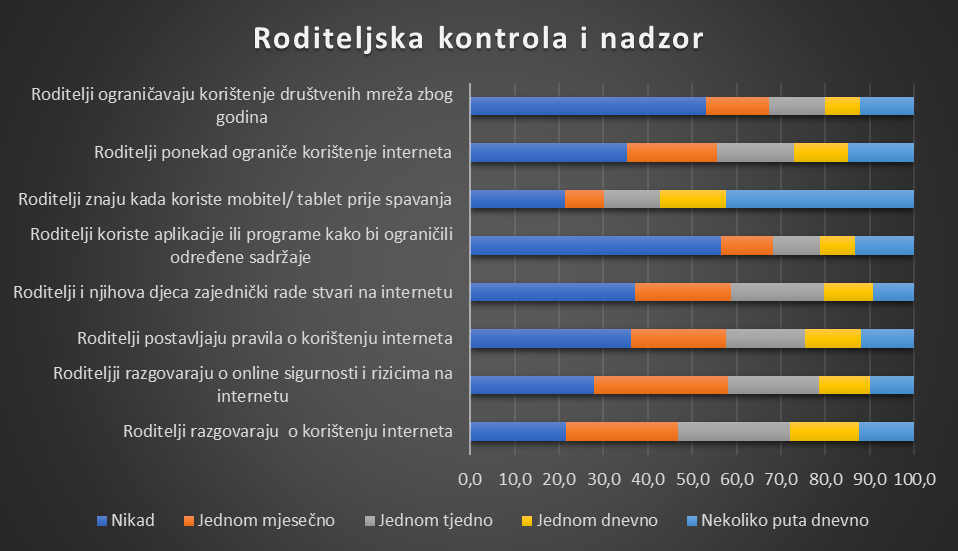 Roditeljska kontrola i nadzor
Roditelji ograničavaju korištenje društvenih mreža zbog
godina
Roditelji ponekad ograniče korištenje interneta
Roditelji znaju kada koriste mobitel/ tablet prije spavanja
Roditelji koriste aplikacije ili programe kako bi ograničili
određene sadržaje
Roditelji i njihova djeca zajednički rade stvari na internetu
Roditelji postavljaju pravila o korištenju interneta
Roditeljji razgovaraju o online sigurnosti i rizicima na
internetu
Roditelji razgovaraju  o korištenju interneta
0,0 10,0 20,0 30,0 40,0 50,0 60,0 70,0 80,0 90,0 100,0
Nikad Jednom mjesečno Jednom tjedno Jednom dnevno Nekoliko puta dnevno